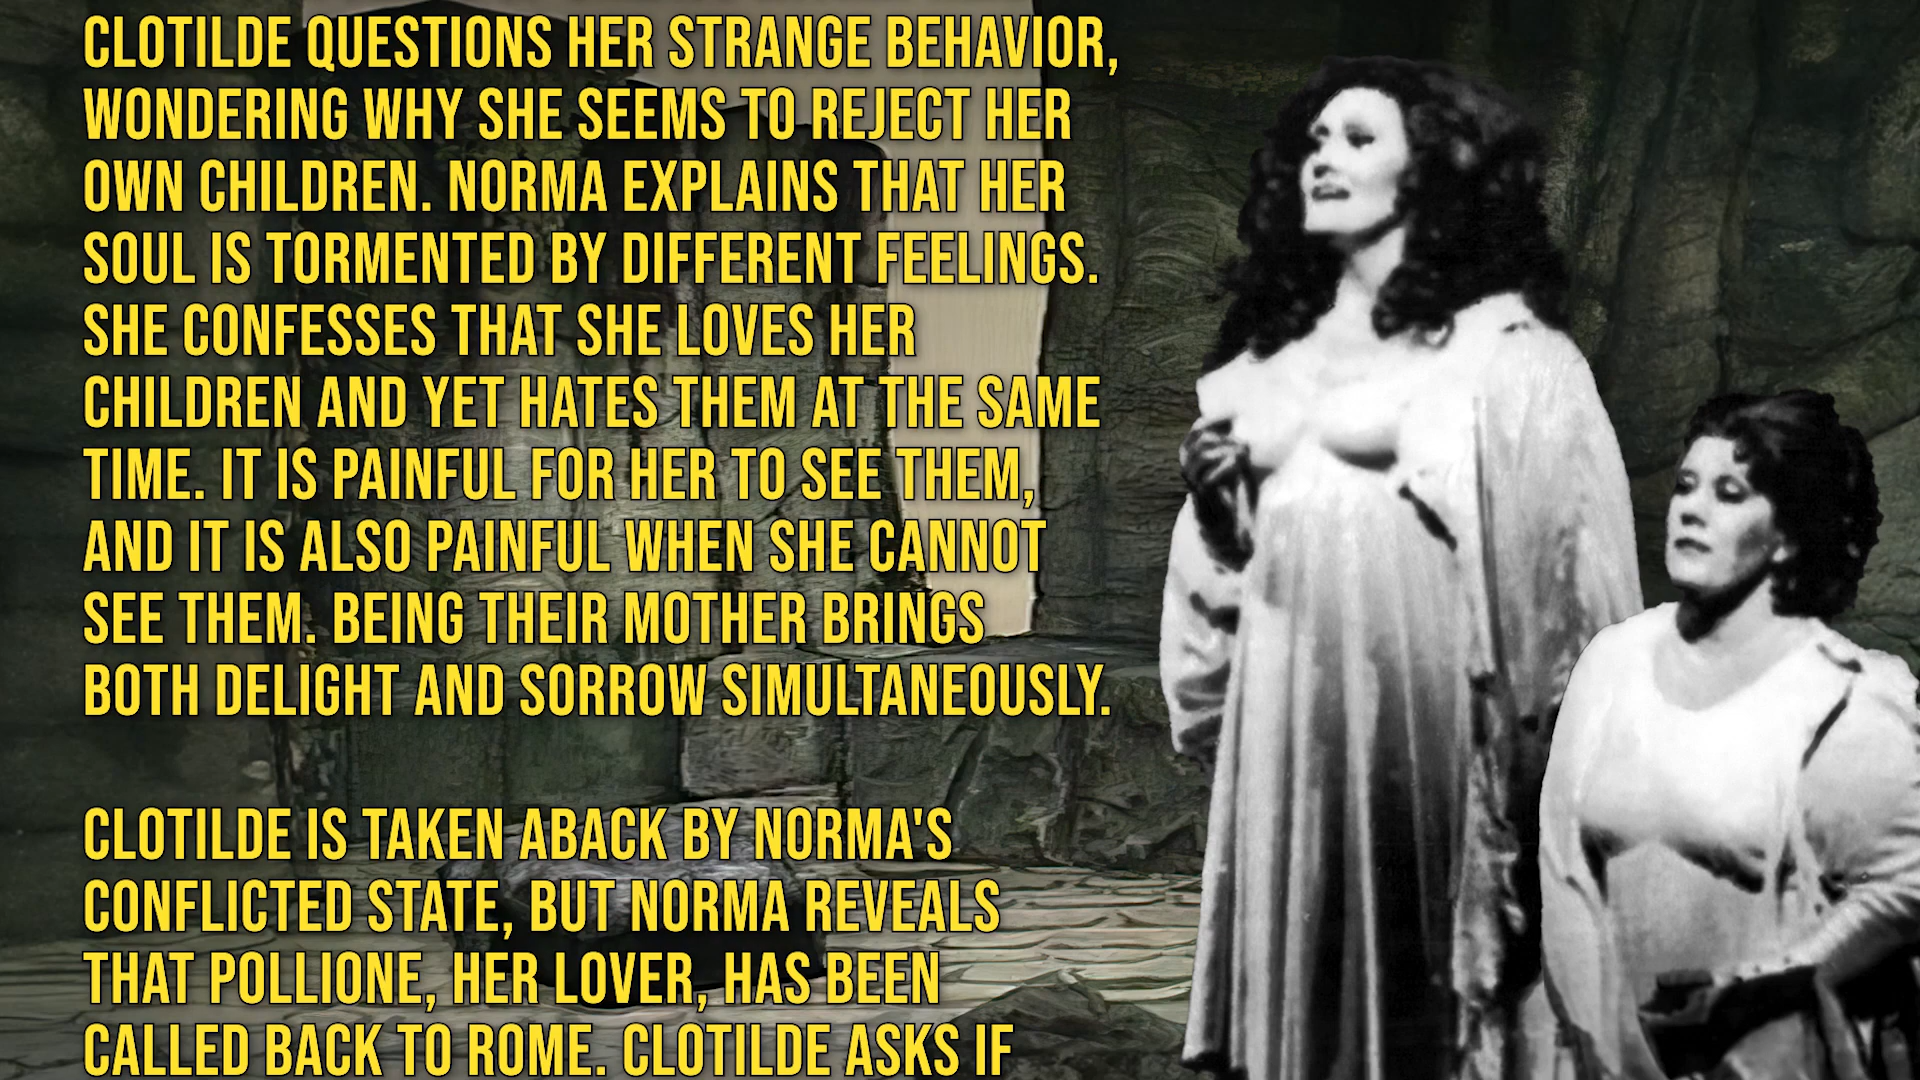 CLOTILDE QUESTIONS HER STRANGE BEHAVIOR,
WONDERING WHY SHE SEEMS TO REJECT HER
OWN CHILDREN. NORMA EXPLAINS THAT HER
SOUL IS TORMENTED BY DIFFERENT FEELINGS.
SHE CONFESSES THAT SHE LOVES HER
CHILDREN AND YET HATES THEM AT THE SAME
TIME. IT IS PAINFUL FOR HER TO SEE THEM,
AND IT IS ALSO PAINFUL WHEN SHE CANNOT
SEE THEM. BEING THEIR MOTHER BRINGS
BOTH DELIGHT AND SORROW SIMULTANEOUSLY.
CLOTILDE IS TAKEN ABACK BY NORMA'S
CONFLICTED STATE, BUT NORMA REVEALS
THAT POLLIONE, HER LOVER, HAS BEEN
CALLED BACK TO ROME. CLOTILDE ASKS IF